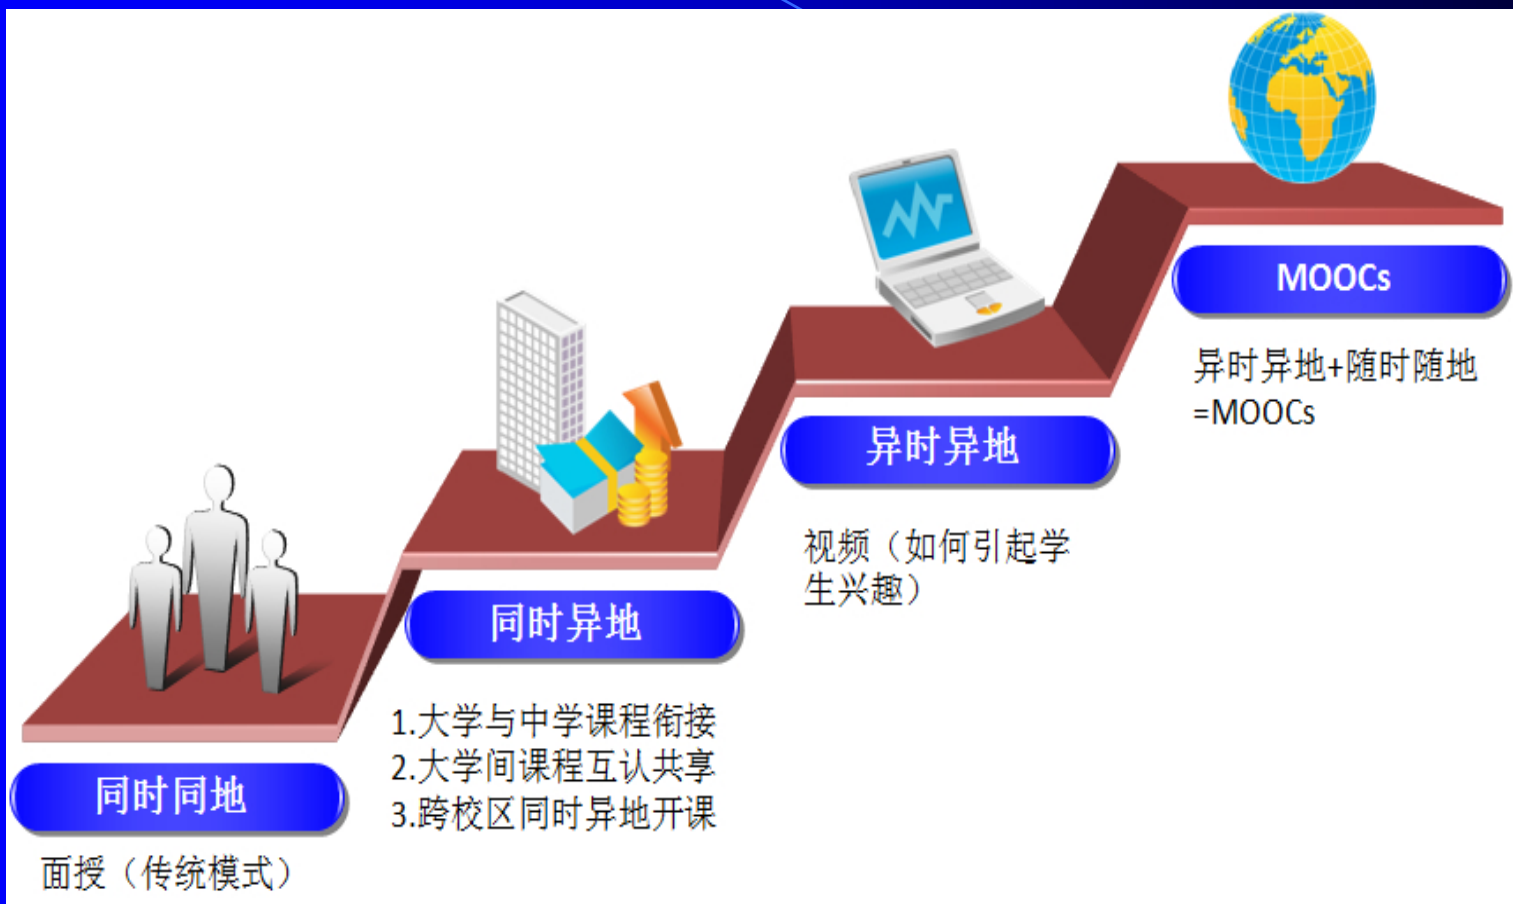 同时同地
面授（传统模式）
同时异地
1.大学与中学课程衔接
2.大学间课程互认共享
3.跨校区同时异地开课
异时异地
视频（如何引起学
生兴趣）
MOOCs
异时异地+随时随地
=MOOCs